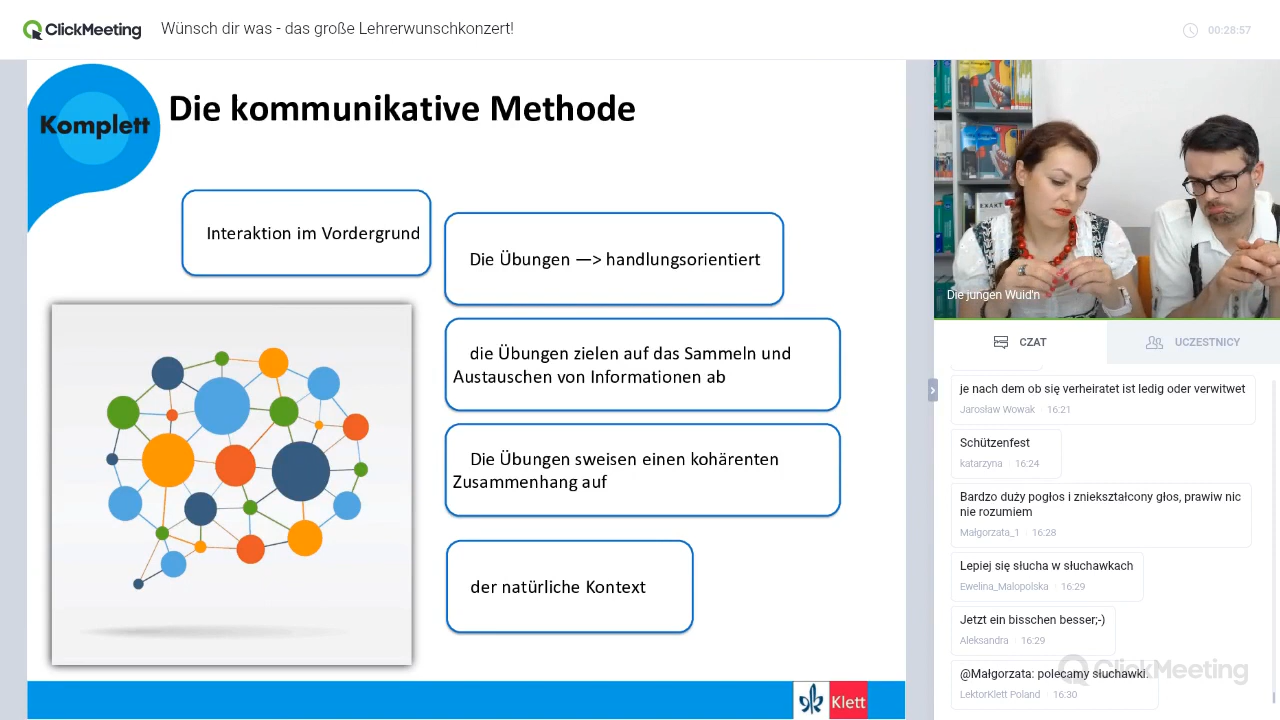 ClickMeeting
Wünsch dir was - das große Lehrerwunschkonzert!
00:28:57
Komplett
Die kommunikative Methode
Interaktion im Vordergrund
Die Übungen —> handlungsorientiert
die Übungen zielen auf das Sammeln und
Austauschen von Informationen ab
Die Übungen sweisen einen kohärenten
Zusammenhang auf
der natürliche Kontext
Klett
EXAKT
Die jungen Wuid'n
CZAT
UCZESTNICY
je nach dem ob się verheiratet ist ledig oder verwitwet
Jarosław Wowak 16:21
Schützenfest
katarzyna 16:24
Bardzo duży pogłos i zniekształcony głos, prawiw nic
nie rozumiem
Małgorzata_1 16:28
Lepiej się słucha w słuchawkach
Ewelina_Malopolska 16:29
Jetzt ein bisschen besser;-)
Aleksandra 16:29
@Małgorzata: polecamy słuchawki.
LektorKlett Poland 16:30
ClickMeeting